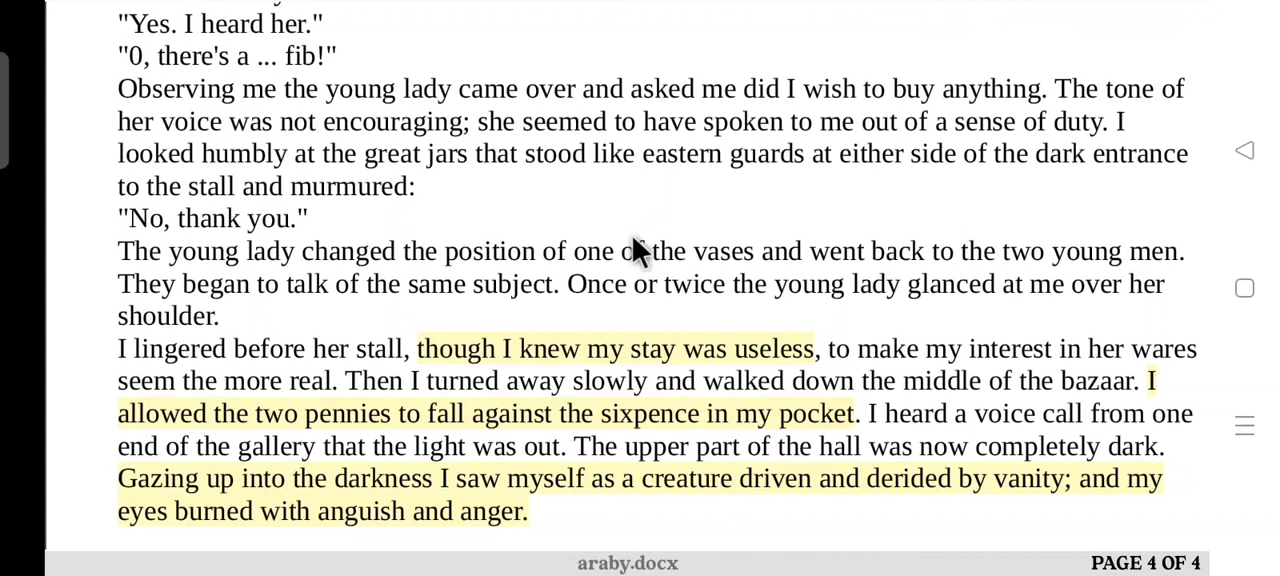 "Yes. I heard her."
"0, there's a ... fib!"
Observing me the young lady came over and asked me did I wish to buy anything. The tone of
her voice was not encouraging; she seemed to have spoken to me out of a sense of duty. I
looked humbly at the great jars that stood like eastern guards at either side of the dark entrance
to the stall and murmured:
"No, thank you."
The young lady changed the position of one of the vases and went back to the two young men.
They began to talk of the same subject. Once or twice the young lady glanced at me over her
shoulder.
I lingered before her stall, though I knew my stay was useless, to make my interest in her wares
seem the more real. Then I turned away slowly and walked down the middle of the bazaar. I
allowed the two pennies to fall against the sixpence in my pocket. I heard a voice call from one
end of the gallery that the light was out. The upper part of the hall was now completely dark.
Gazing up into the darkness I saw myself as a creature driven and derided by vanity; and my
eyes burned with anguish and anger.
araby.docx
PAGE 4 OF 4